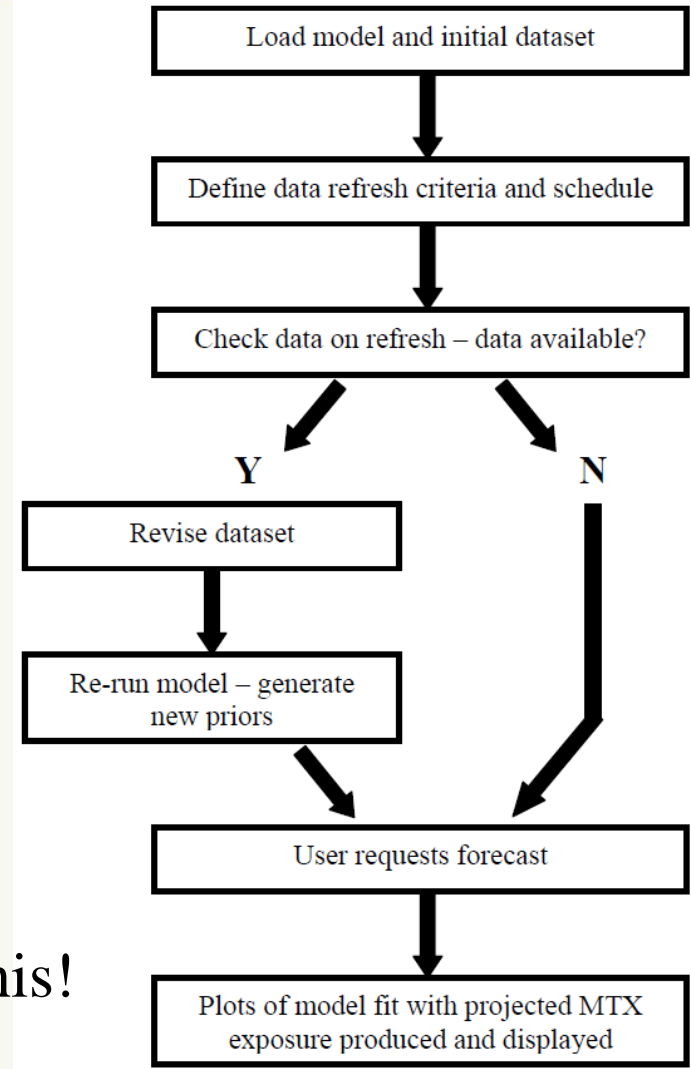 Load model and initial dataset
Define data refresh criteria and schedule
Check data on refresh – data available?
Y
N
Revise dataset
Re-run model – generate
new priors
User requests forecast
Plots of model fit with projected MTX
exposure produced and displayed